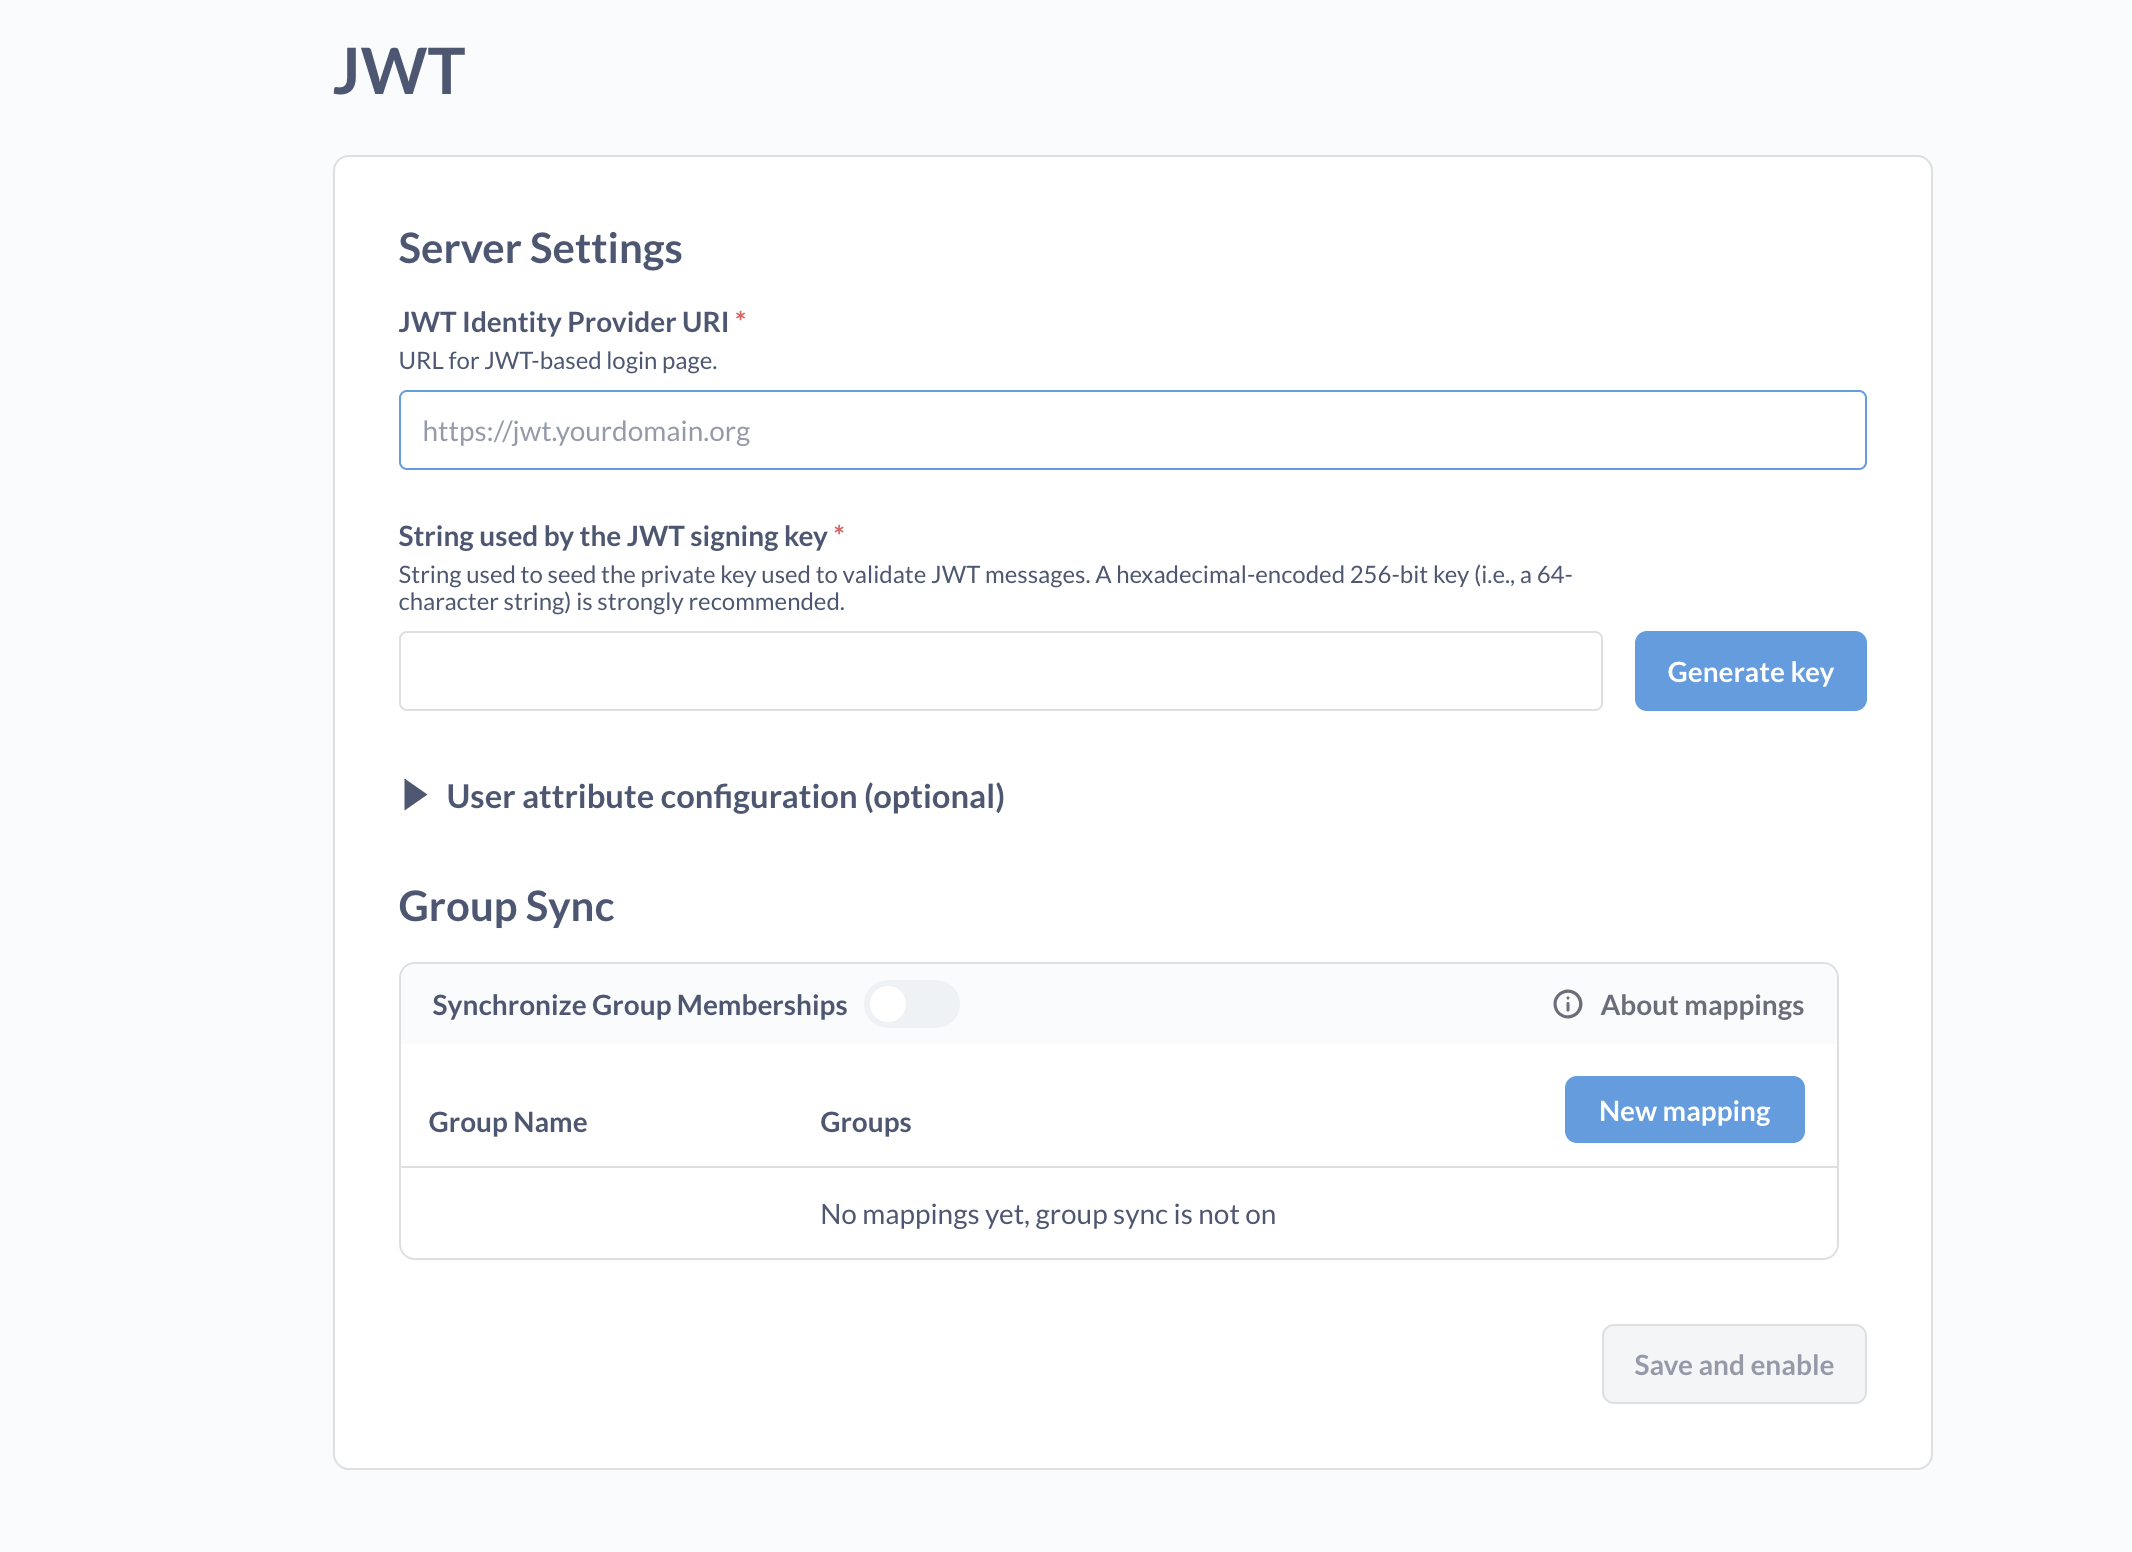 JWT
Server Settings
JWT Identity Provider URI *
URL for JWT-based login page.
https://jwt.yourdomain.org
String used by the JWT signing key *
String used to seed the private key used to validate JWT messages. A hexadecimal-encoded 256-bit key (i.e., a 64-
character string) is strongly recommended.
Generate key
User attribute configuration (optional)
Group Sync
Synchronize Group Memberships
About mappings
Group Name
Groups
New mapping
No mappings yet, group sync is not on
Save and enable